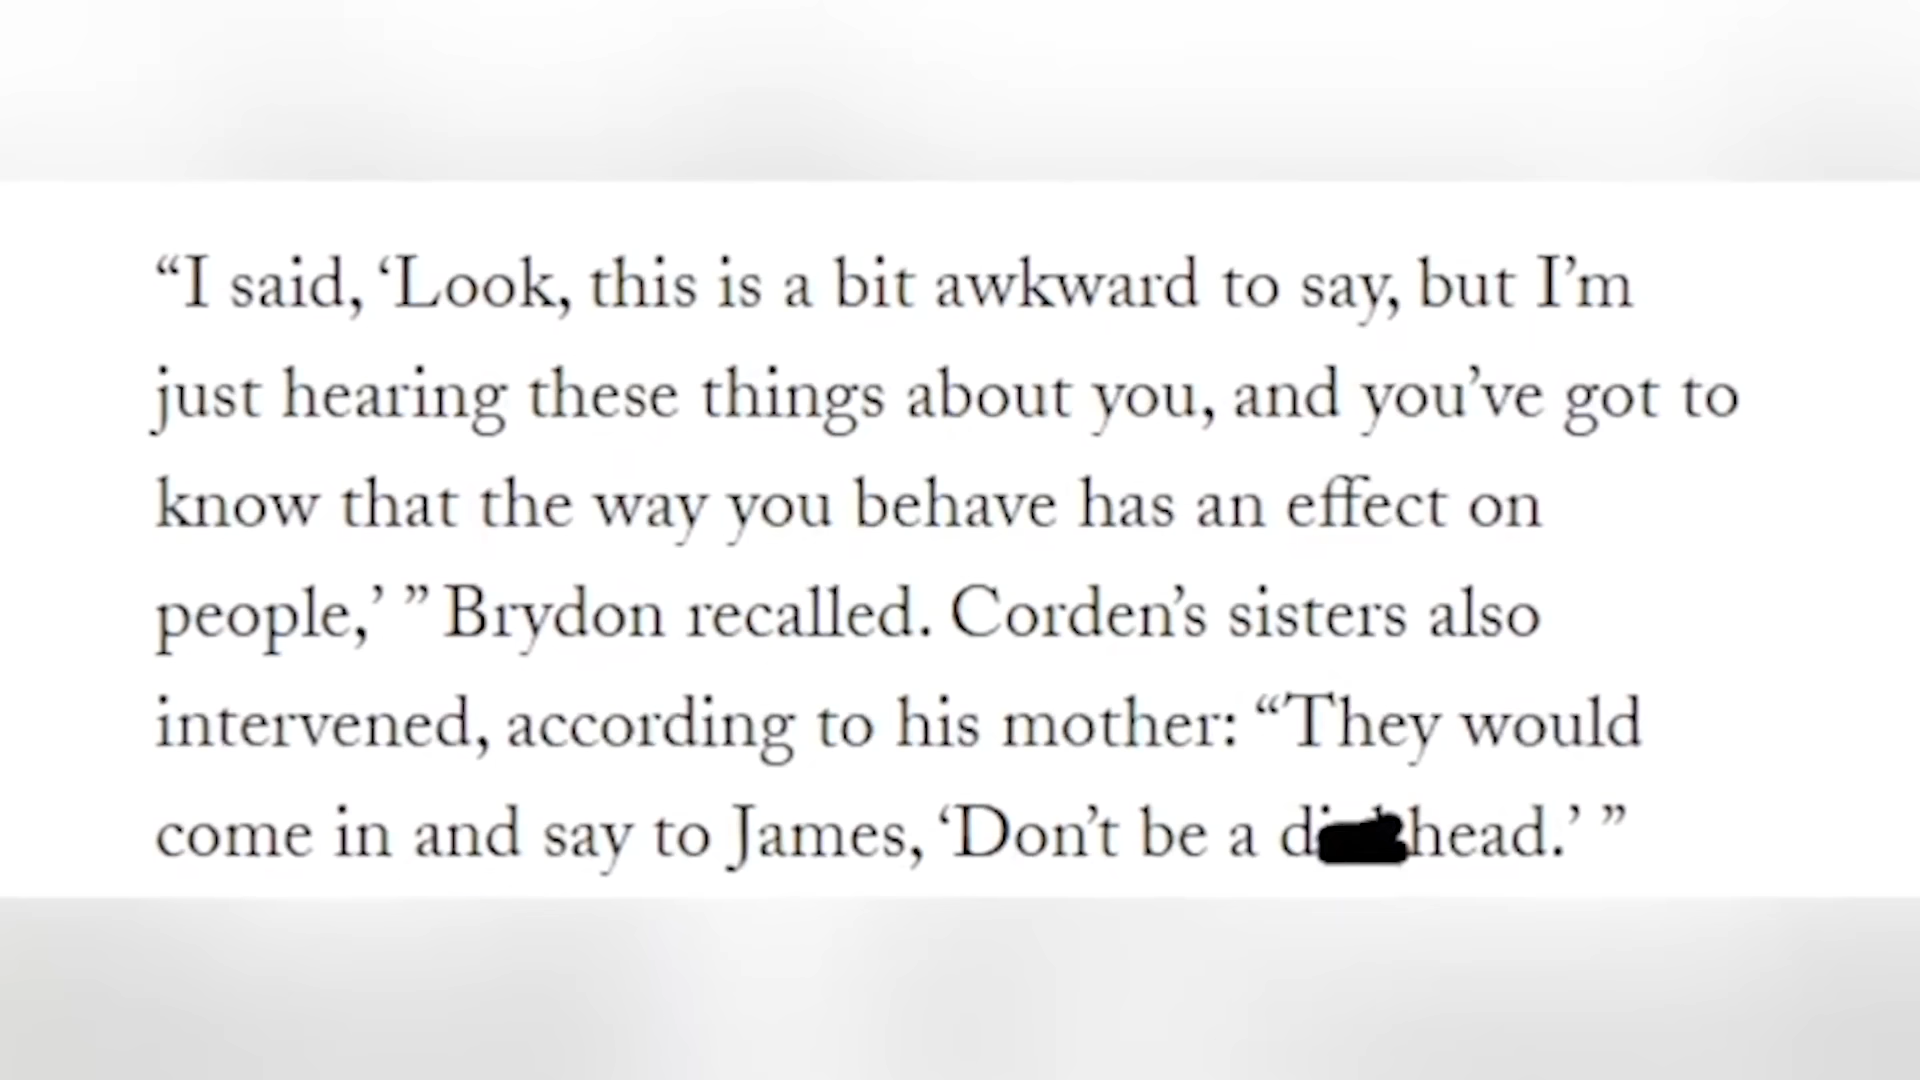 “I said, ‘Look, this is a bit awkward to say, but I’m
just hearing these things about you, and you’ve got to
know that the way you behave has an effect on
people,’ ” Brydon recalled. Corden’s sisters also
intervened, according to his mother: “They would
come in and say to James, ‘Don’t be a